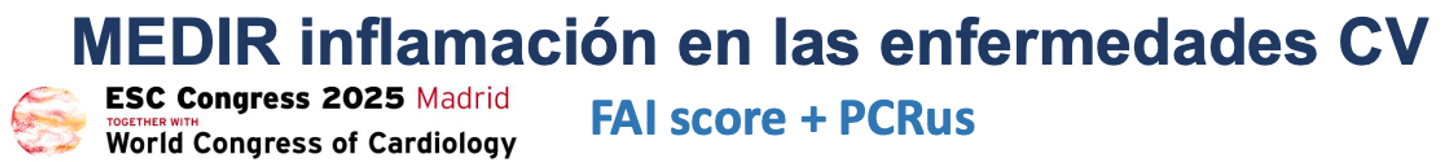 MEDIR inflamación en las enfermedades CV
ESC Congress 2025 Madrid
TOGETHER WITH
World Congress of Cardiology
FAI score + PCRus